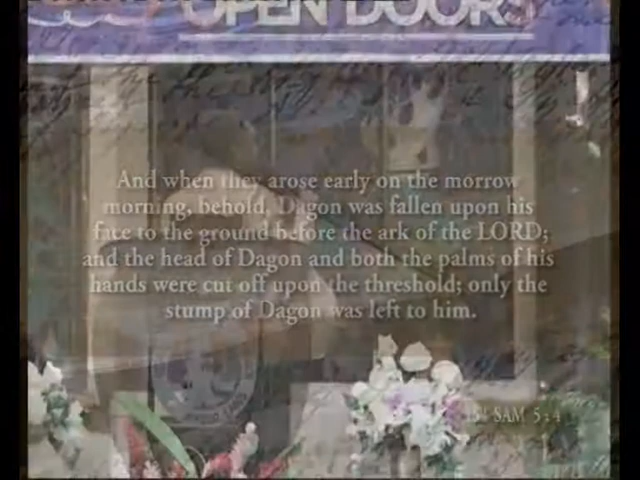 OPEN DOORS
And when they arose early on the morrow
morning, behold, Dagon was fallen upon his
face to the ground before the ark of the LORD;
and the head of Dagon and both the palms of his
hands were cut off upon the threshold; only the
stump of Dagon was left to him.
SAM 5:4